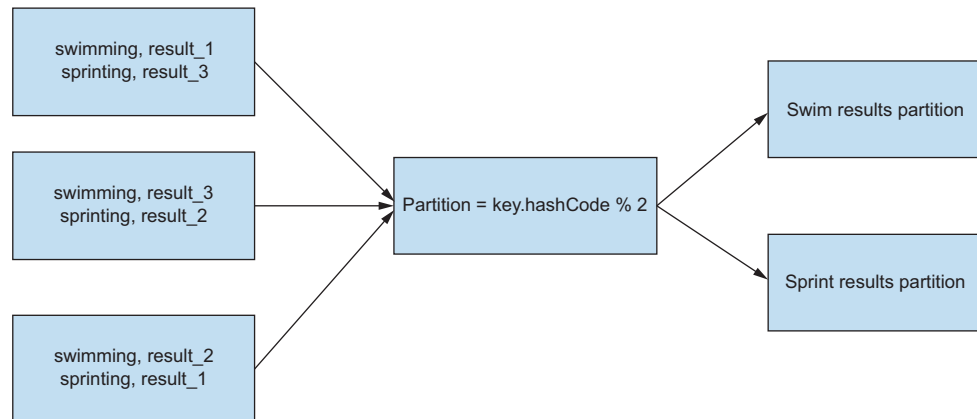 swimming, result_1
sprinting, result_3
swimming, result_3
sprinting, result_2
swimming, result_2
sprinting, result_1
Partition = key.hashCode % 2
Swim results partition
Sprint results partition